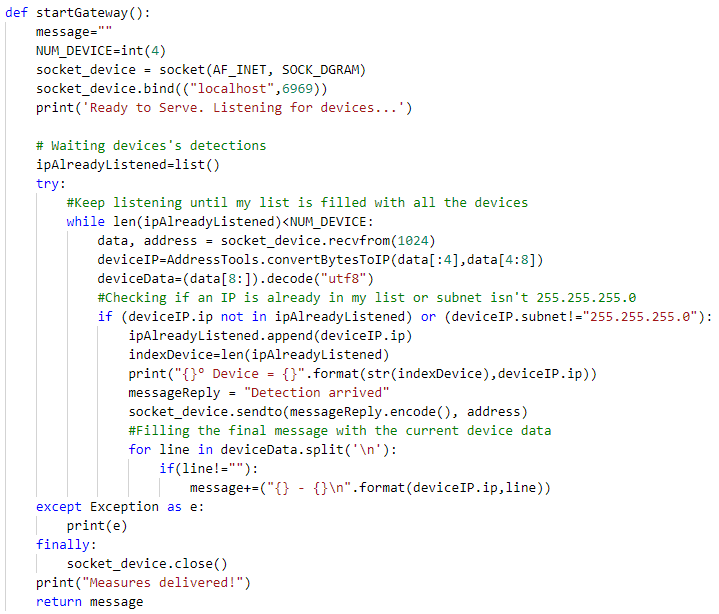 def startGateway():
    message=""
    NUM_DEVICE=int(4)
    socket_device = socket(AF_INET, SOCK_DGRAM)
    socket_device.bind(("localhost",6969))
    print('Ready to Serve. Listening for devices...')

    # Waiting devices's detections
    ipAlreadyListened=list()
    try:
        #Keep listening until my list is filled with all the devices
        while len(ipAlreadyListened)<NUM_DEVICE:
            data, address = socket_device.recvfrom(1024)
            deviceIP=AddressTools.convertBytesToIP(data[:4],data[4:8])
            deviceData=(data[8:]).decode("utf8")
            #Checking if an IP is already in my list or subnet isn't 255.255.255.0
            if (deviceIP.ip not in ipAlreadyListened) or (deviceIP.subnet!="255.255.255.0"):
                ipAlreadyListened.append(deviceIP.ip)
                indexDevice=len(ipAlreadyListened)
                print("{}° Device = {}".format(str(indexDevice),deviceIP.ip))
                messageReply = "Detection arrived"
                socket_device.sendto(messageReply.encode(), address)
                #Filling the final message with the current device data
                for line in deviceData.split('\n'):
                    if(line!=""):
                        message+=("{} - {}\n".format(deviceIP.ip,line))
    except Exception as e:
        print(e)
    finally:
        socket_device.close()
    print("Measures delivered!")
    return message